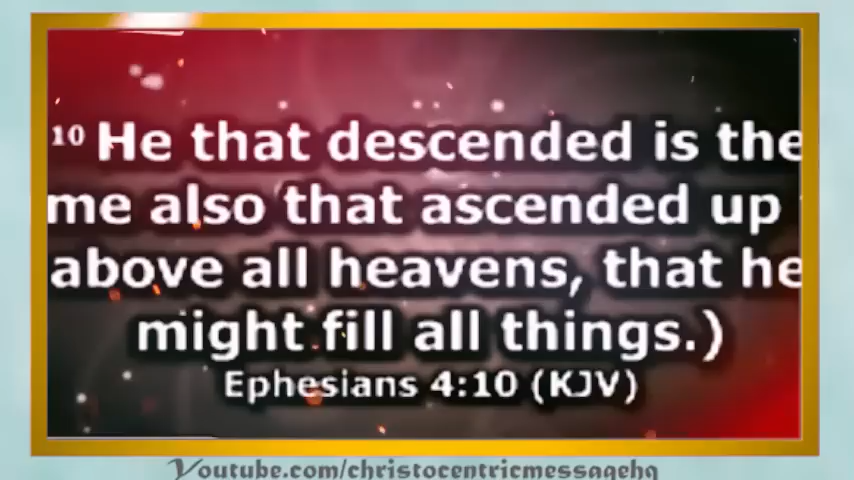 10 He that descended is the
me also that ascended up
above all heavens, that he
might fill all things.)
Ephesians 4:10 (KJV)
Youtube.com/christocentricmessagehq